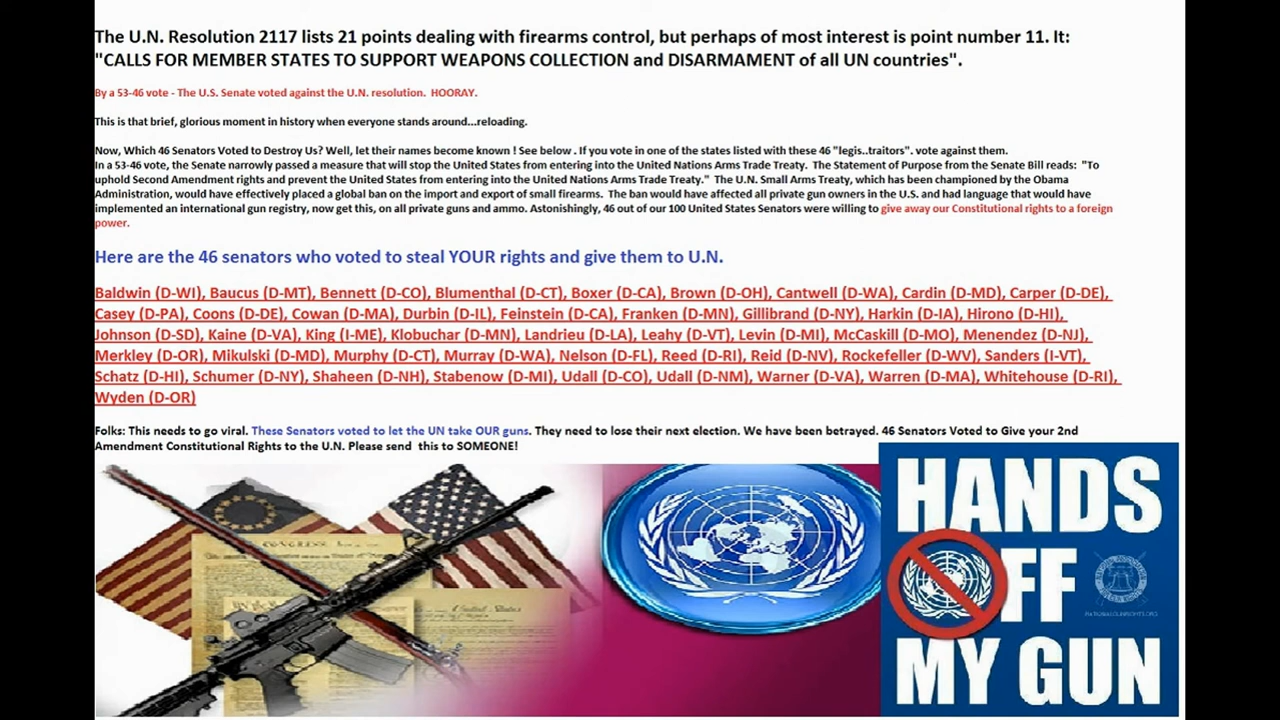 The U.N. Resolution 2117 lists 21 points dealing with firearms control, but perhaps of most interest is point number 11. It:
"CALLS FOR MEMBER STATES TO SUPPORT WEAPONS COLLECTION and DISARMAMENT of all UN countries".
By a 53-46 vote - The U.S. Senate voted against the U.N. resolution. HOORAY.
This is that brief, glorious moment in history when everyone stands around...reloading.
Now, Which 46 Senators Voted to Destroy Us? Well, let their names become known ! See below . If you vote in one of the states listed with these 46 "legis..traitors". vote against them.
In a 53-46 vote, the Senate narrowly passed a measure that will stop the United States from entering into the United Nations Arms Trade Treaty. The Statement of Purpose from the Senate Bill reads: "To
uphold Second Amendment rights and prevent the United States from entering into the United Nations Arms Trade Treaty." The U.N. Small Arms Treaty, which has been championed by the Obama
Administration, would have effectively placed a global ban on the import and export of small firearms. The ban would have affected all private gun owners in the U.S. and had language that would have
implemented an international gun registry, now get this, on all private guns and ammo. Astonishingly, 46 out of our 100 United States Senators were willing to give away our Constitutional rights to a foreign
power.
Here are the 46 senators who voted to steal YOUR rights and give them to U.N.
Baldwin (D-WI), Baucus (D-MT), Bennett (D-CO), Blumenthal (D-CT), Boxer (D-CA), Brown (D-OH), Cantwell (D-WA), Cardin (D-MD), Carper (D-DE),
Casey (D-PA), Coons (D-DE), Cowan (D-MA), Durbin (D-IL), Feinstein (D-CA), Franken (D-MN), Gillibrand (D-NY), Harkin (D-IA), Hirono (D-HI),
Johnson (D-SD), Kaine (D-VA), King (I-ME), Klobuchar (D-MN), Landrieu (D-LA), Leahy (D-VT), Levin (D-MI), McCaskill (D-MO), Menendez (D-NJ),
Merkley (D-OR), Mikulski (D-MD), Murphy (D-CT), Murray (D-WA), Nelson (D-FL), Reed (D-RI), Reid (D-NV), Rockefeller (D-WV), Sanders (I-VT),
Schatz (D-HI), Schumer (D-NY), Shaheen (D-NH), Stabenow (D-MI), Udall (D-CO), Udall (D-NM), Warner (D-VA), Warren (D-MA), Whitehouse (D-RI),
Wyden (D-OR)
Folks: This needs to go viral. These Senators voted to let the UN take OUR guns. They need to lose their next election. We have been betrayed. 46 Senators Voted to Give your 2nd
Amendment Constitutional Rights to the U.N. Please send this to SOMEONE!
HANDS
FF
MY GUN